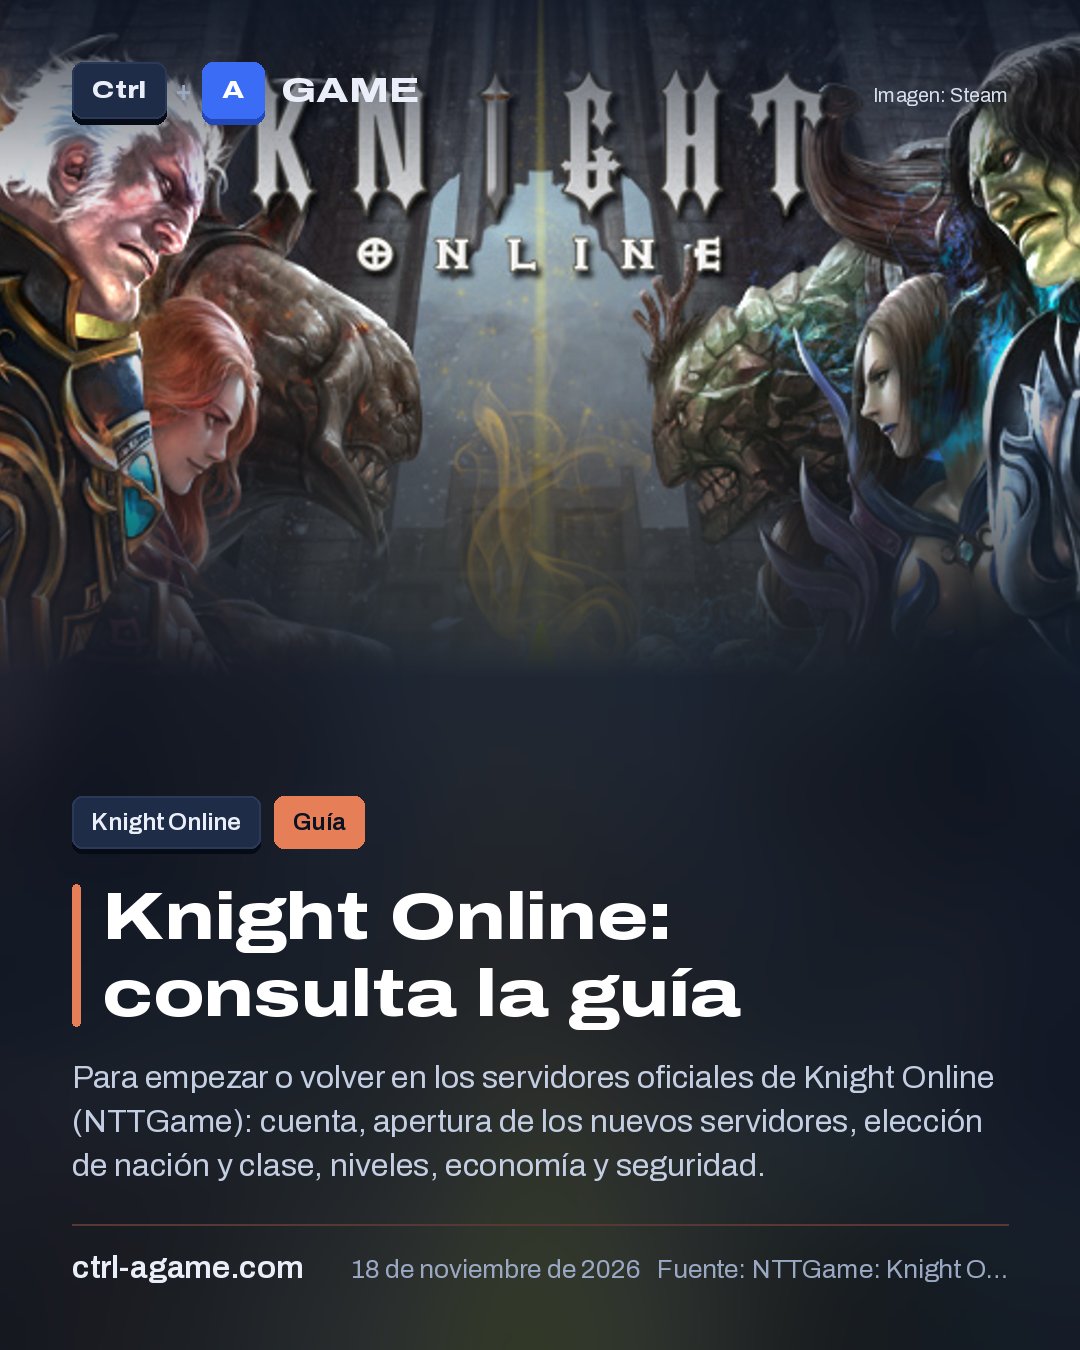 Ctrl + A GAME
Imagen: Steam
KNIGHT
ONLINE
Knight Online
Guía
Knight Online:
consulta la guía
Para empezar o volver en los servidores oficiales de Knight Online
(NTTGame): cuenta, apertura de los nuevos servidores, elección
de nación y clase, niveles, economía y seguridad.
ctrl-agame.com
18 de noviembre de 2026
Fuente: NTTGame: Knight O...